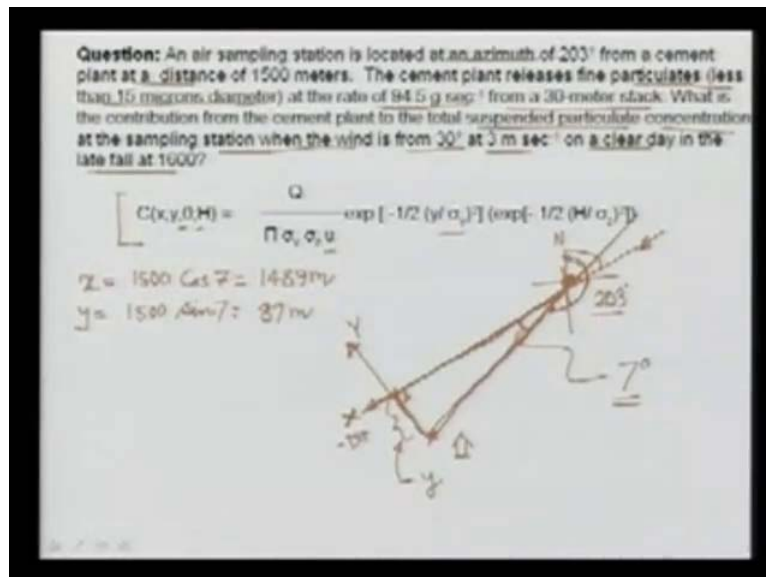 Question: An air sampling station is located at an azimuth of 203° from a cement
plant at a distance of 1500 meters. The cement plant releases fine particulates (less
than 15 microns diameter) at the rate of 94.5 g sec⁻¹ from a 30-meter stack. What is
the contribution from the cement plant to the total suspended particulate concentration
at the sampling station when the wind is from 30° at 3 m sec⁻¹ on a clear day in the
late fall at 1600?
Q
C(x,y,0,H) = exp [-1/2 (y/ σy)²] (exp[- 1/2 (H/ σz)²])
Π σy σz u
N
x = 1500 Cos 7 = 1489m
203°
y = 1500 Sin 7 = 87m
Y
7°
X
y